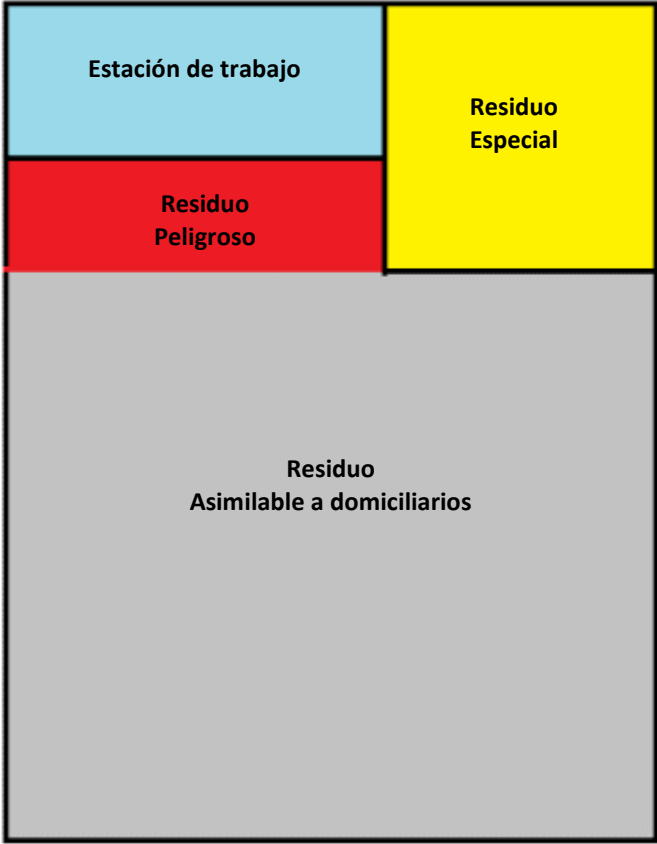 Estación de trabajo
Residuo
Especial
Residuo
Peligroso
Residuo
Asimilable a domiciliarios